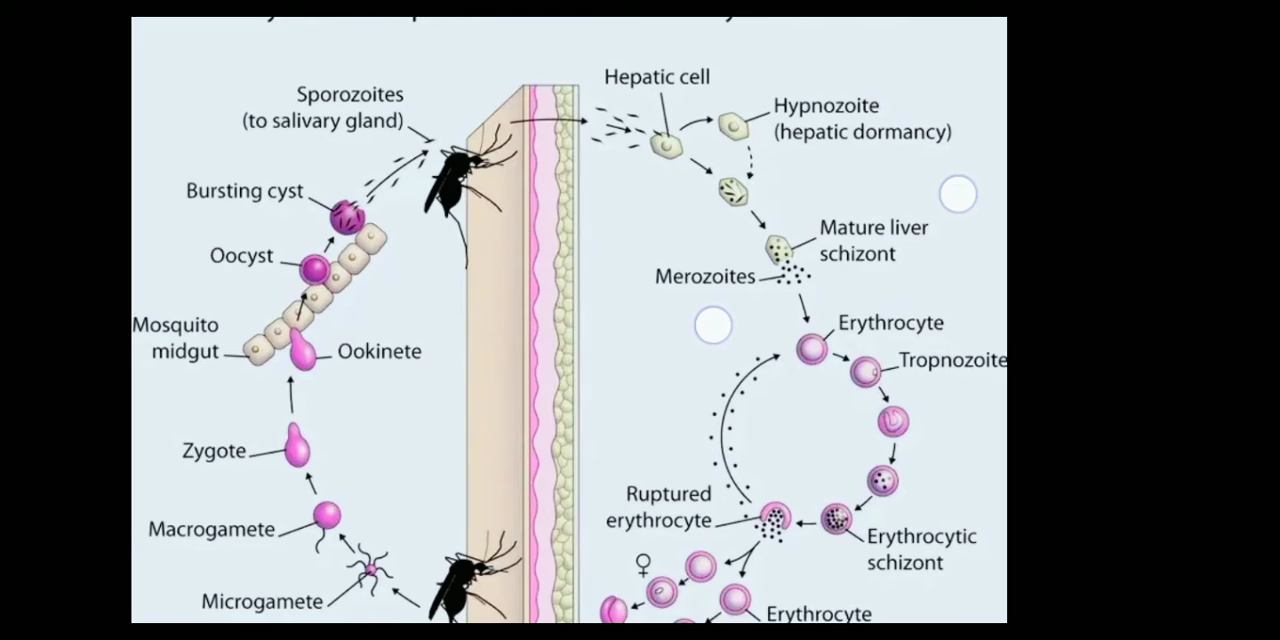 Hepatic cell
Sporozoites
(to salivary gland)
Hypnozoite
(hepatic dormancy)
Bursting cyst
Mature liver
schizont
Oocyst
Merozoites
Mosquito
midgut
Ookinete
Erythrocyte
Tropnozoite
Zygote
Ruptured
erythrocyte
Macrogamete
Erythrocytic
schizont
♀
Microgamete
Erythrocyte